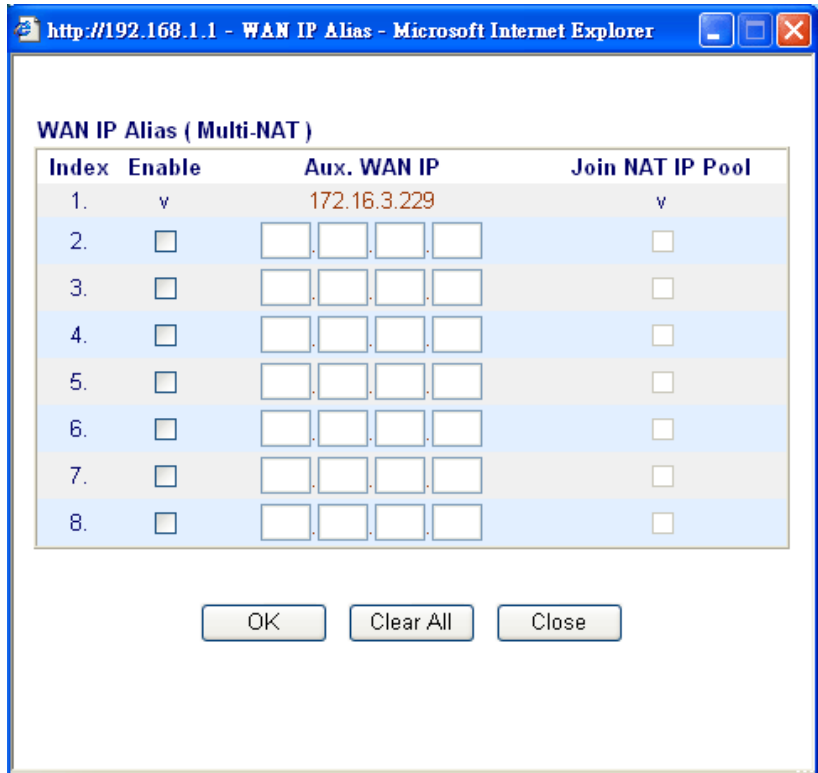 http://192.168.1.1 - WAN IP Alias - Microsoft Internet Explorer
WAN IP Alias ( Multi-NAT )
Index Enable Aux. WAN IP Join NAT IP Pool
1. v 172.16.3.229 v
2. . . .
3. . . .
4. . . .
5. . . .
6. . . .
7. . . .
8. . . .
OK Clear All Close